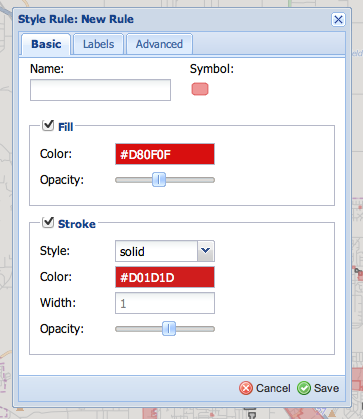 Style Rule: New Rule
Basic Labels Advanced
Name: Symbol:
Fill
Color: #D80F0F
Opacity:
Stroke
Style: solid
Color: #D01D1D
Width: 1
Opacity:
Cancel Save